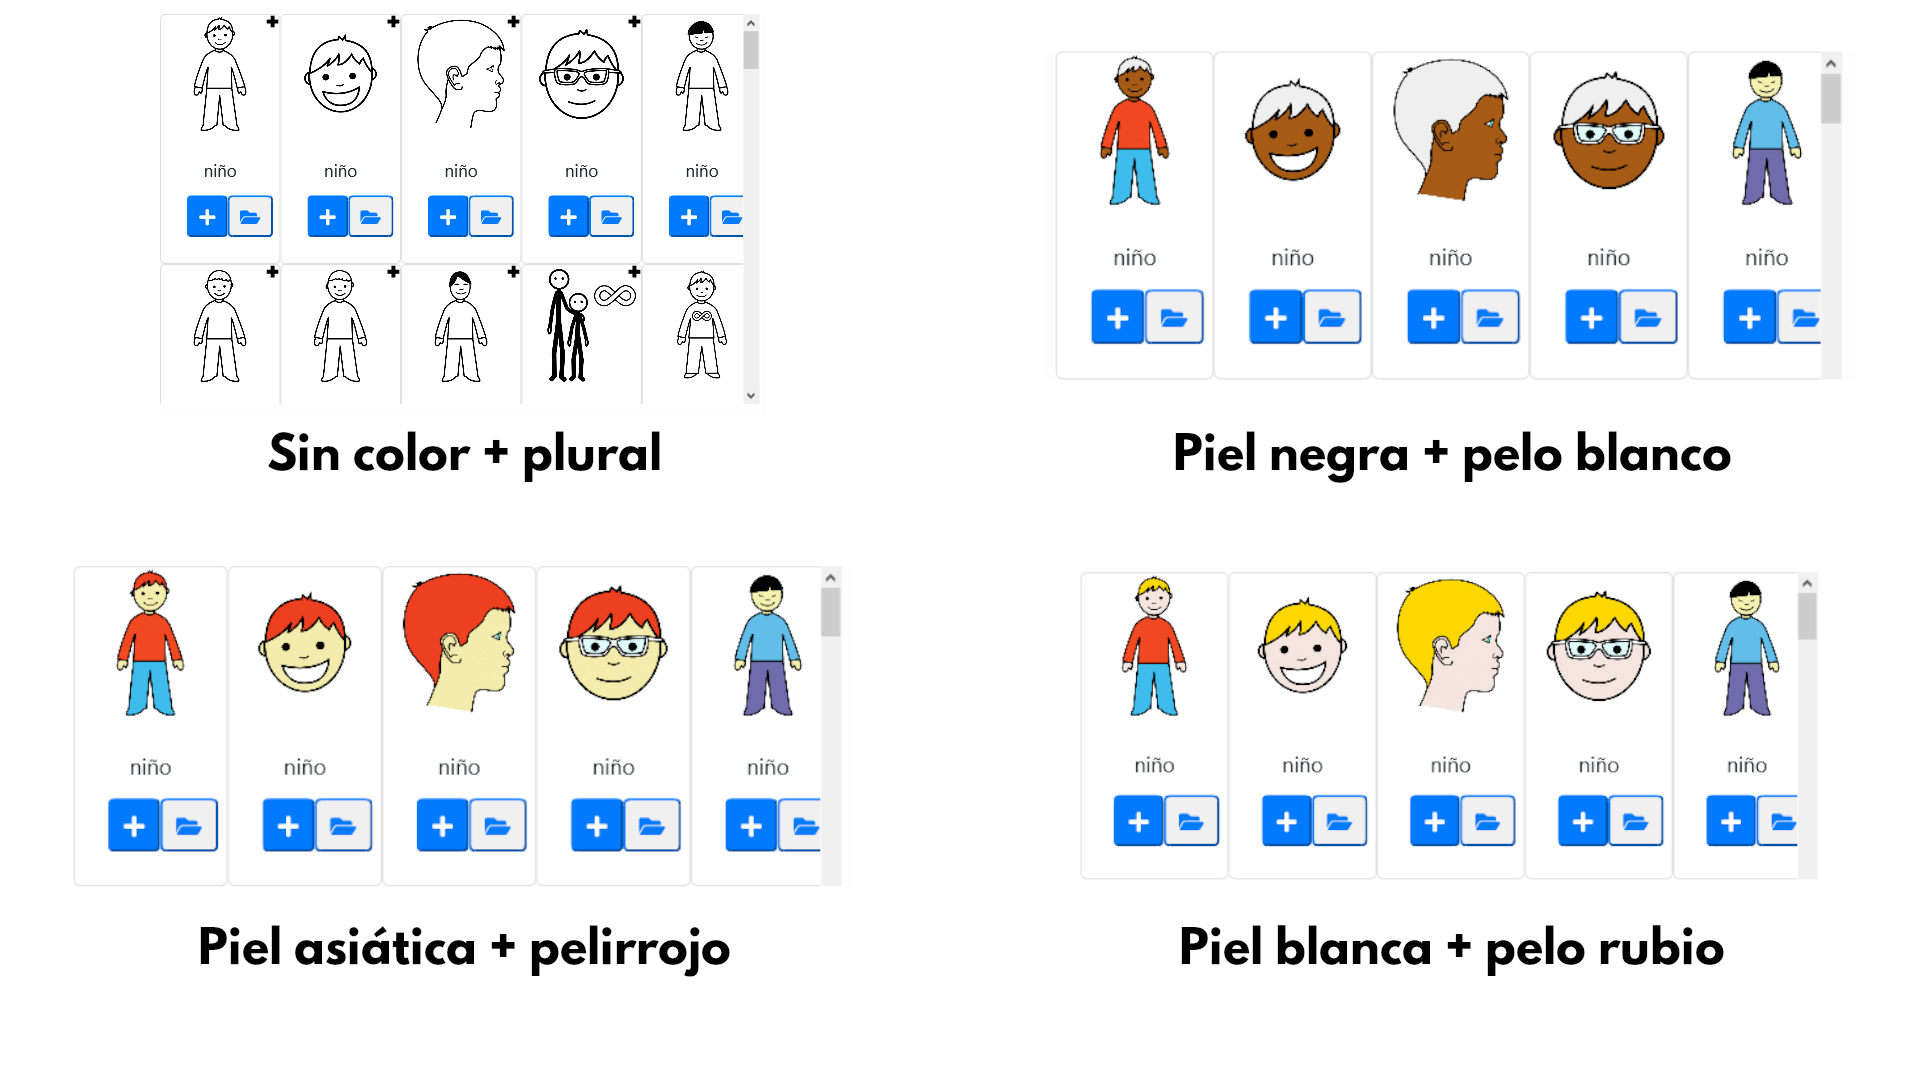 niño niño niño niño niño
Sin color + plural
niño niño niño niño niño
Piel negra + pelo blanco
niño niño niño niño niño
Piel asiática + pelirrojo
niño niño niño niño niño
Piel blanca + pelo rubio